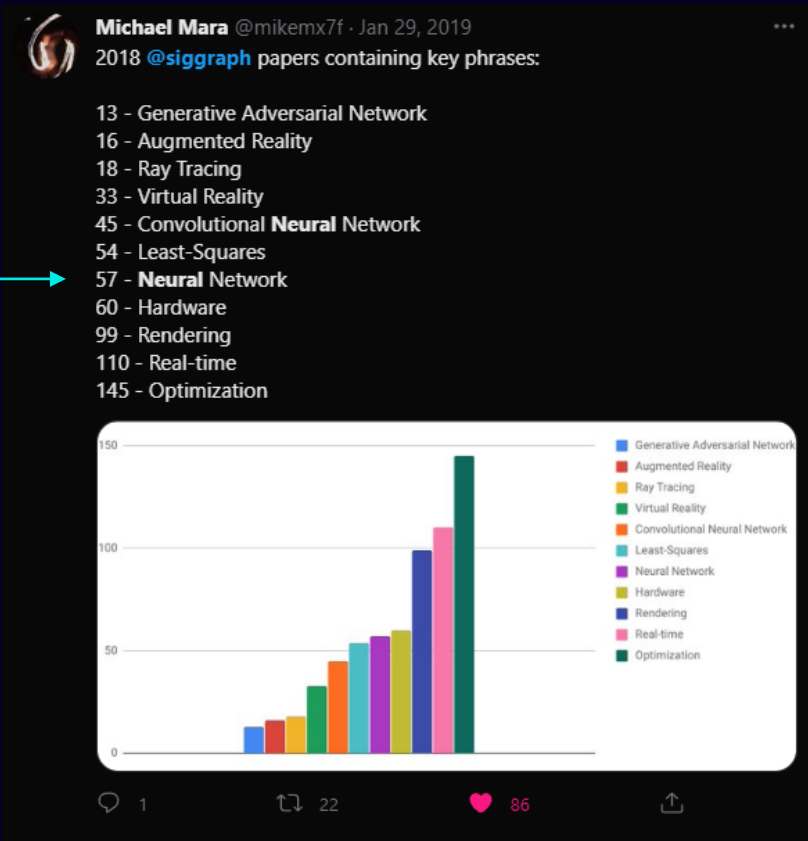 Michael Mara @mikemx7f · Jan 29, 2019
2018 @siggraph papers containing key phrases:
13 - Generative Adversarial Network
16 - Augmented Reality
18 - Ray Tracing
33 - Virtual Reality
45 - Convolutional Neural Network
54 - Least-Squares
57 - Neural Network
60 - Hardware
99 - Rendering
110 - Real-time
145 - Optimization
150
100
50
0
Generative Adversarial Network
Augmented Reality
Ray Tracing
Virtual Reality
Convolutional Neural Network
Least-Squares
Neural Network
Hardware
Rendering
Real-time
Optimization
1 22 86